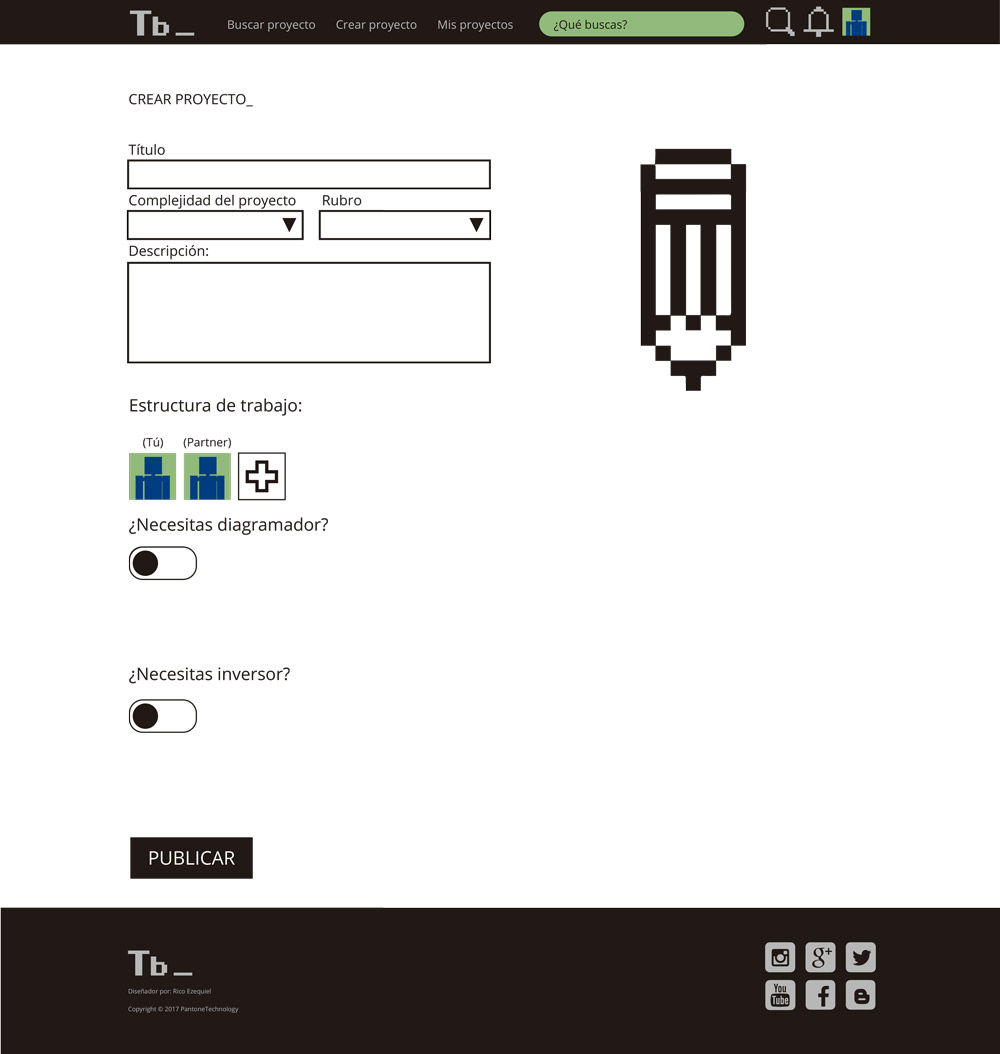 Tb_
Buscar proyecto Crear proyecto Mis proyectos ¿Qué buscas?
CREAR PROYECTO_
Título
Complejidad del proyecto Rubro
Descripción:
Estructura de trabajo:
(Tú) (Partner)
¿Necesitas diagramador?
¿Necesitas inversor?
PUBLICAR
Tb_
Diseñador por: Rico Ezequiel
Copyright © 2017 PantoneTechnology
g+
You
Tube
f
B